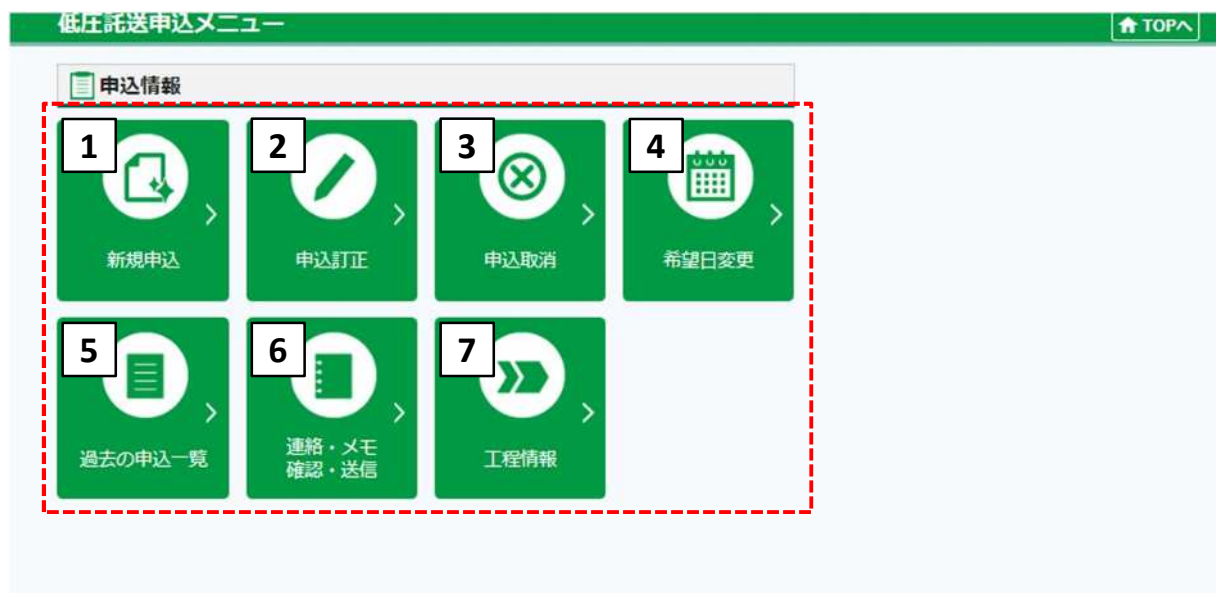 低圧託送申込メニュー
TOPへ
申込情報
1
新規申込
2
申込訂正
3
申込取消
4
希望日変更
5
過去の申込一覧
6
連絡・メモ
確認・送信
7
工程情報